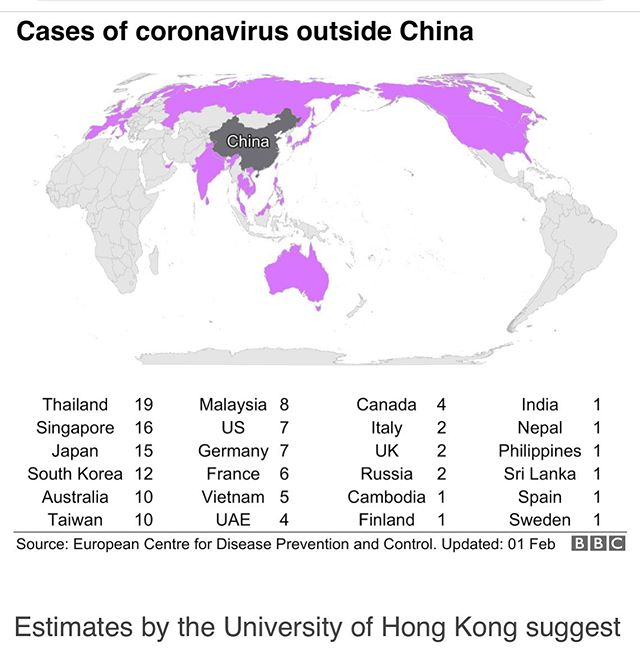 Cases of coronavirus outside China
China
Thailand 19 Malaysia 8 Canada 4 India 1
Singapore 16 US 7 Italy 2 Nepal 1
Japan 15 Germany 7 UK 2 Philippines 1
South Korea 12 France 6 Russia 2 Sri Lanka 1
Australia 10 Vietnam 5 Cambodia 1 Spain 1
Taiwan 10 UAE 4 Finland 1 Sweden 1
Source: European Centre for Disease Prevention and Control. Updated: 01 Feb BBC
Estimates by the University of Hong Kong suggest